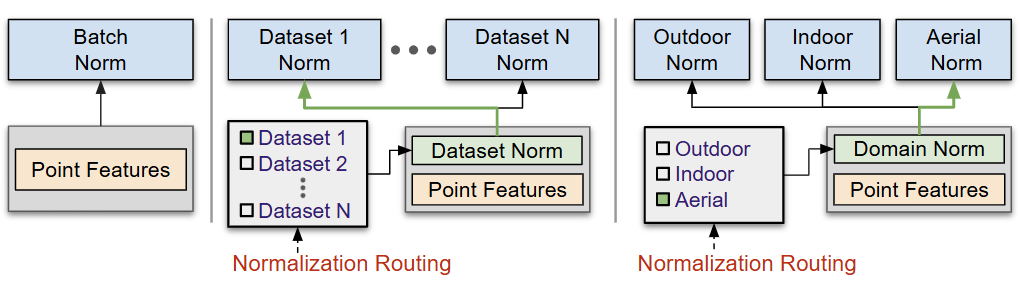 Batch
Norm
Point Features
Dataset 1
Norm
Dataset N
Norm
Dataset 1
Dataset 2
Dataset N
Dataset Norm
Point Features
Normalization Routing
Outdoor
Norm
Indoor
Norm
Aerial
Norm
Outdoor
Indoor
Aerial
Domain Norm
Point Features
Normalization Routing